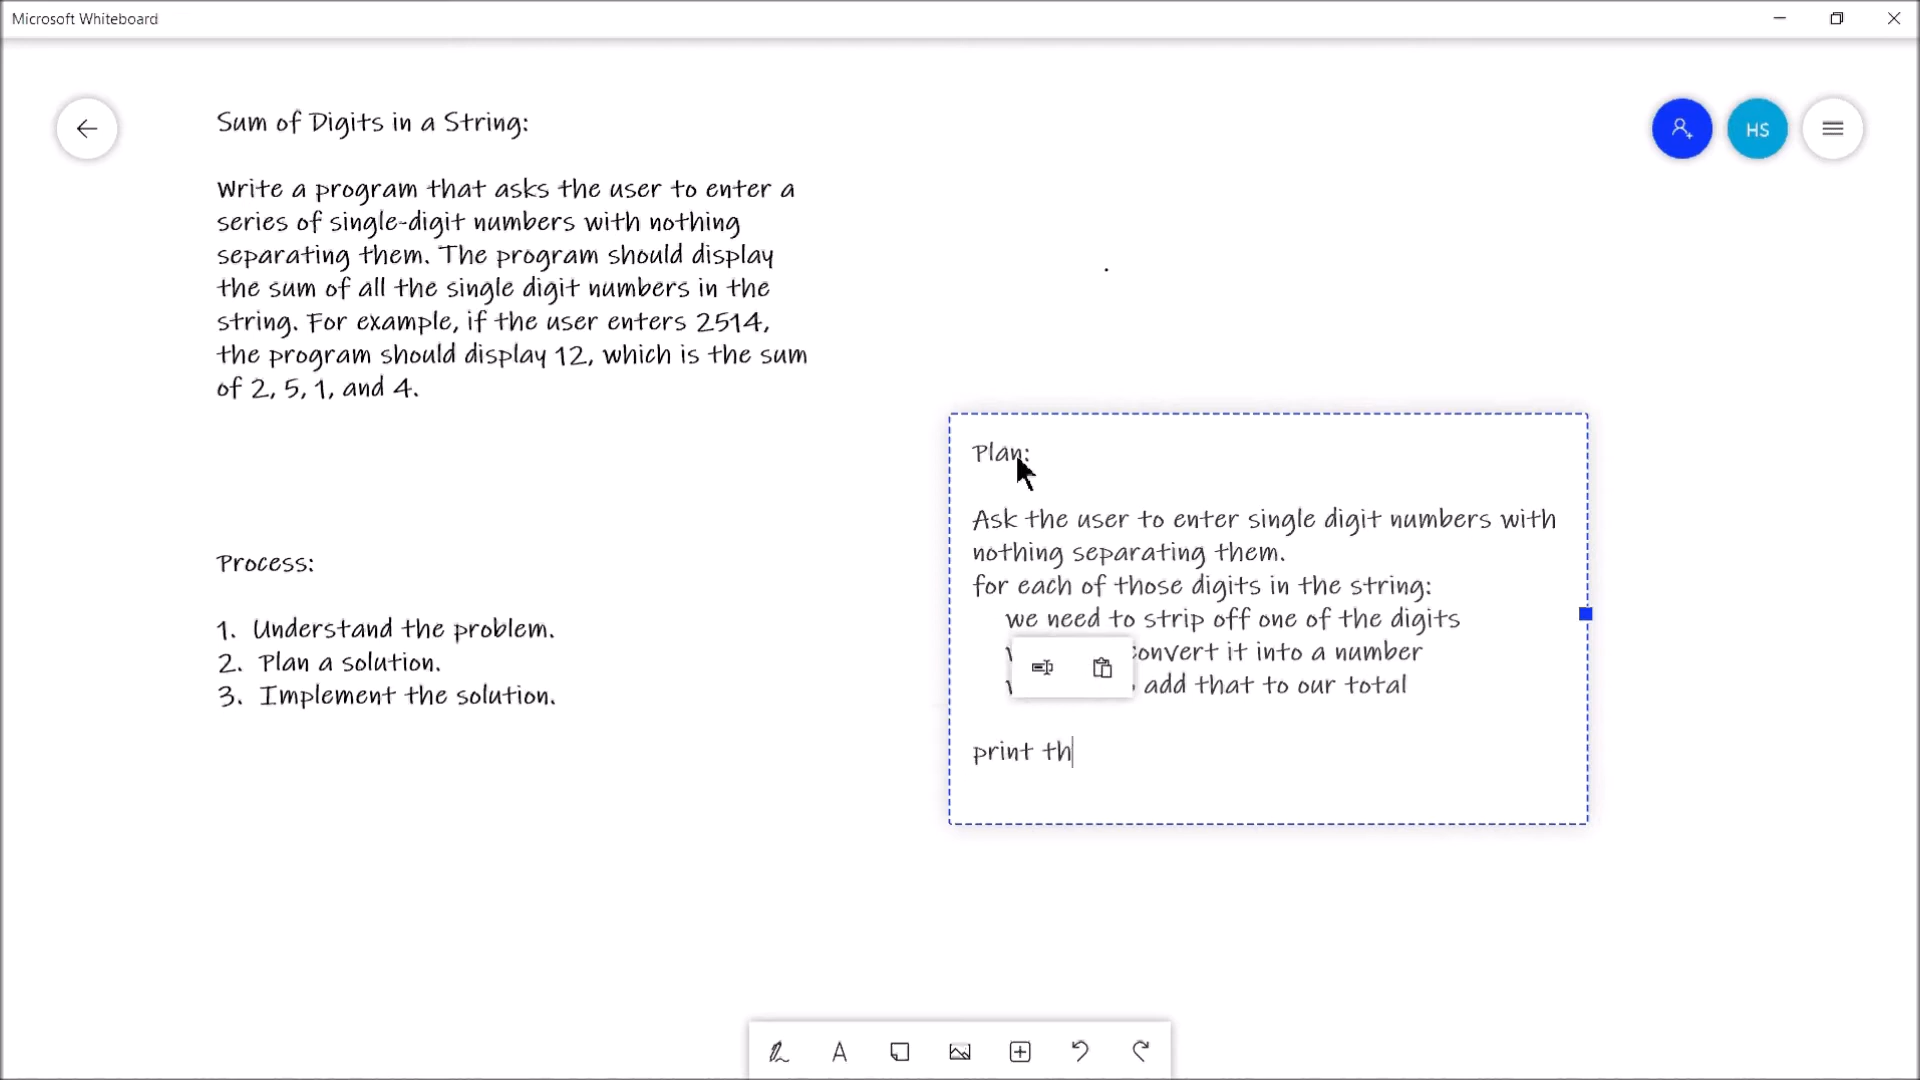 Microsoft Whiteboard
Sum of Digits in a String:
Write a program that asks the user to enter a
series of single-digit numbers with nothing
separating them. The program should display
the sum of all the single digit numbers in the
string. For example, if the user enters 2514,
the program should display 12, which is the sum
of 2, 5, 1, and 4.
Process:
1. Understand the problem.
2. Plan a solution.
3. Implement the solution.
HS
Plan:
Ask the user to enter single digit numbers with
nothing separating them.
for each of those digits in the string:
we need to strip off one of the digits
convert it into a number
add that to our total
print th